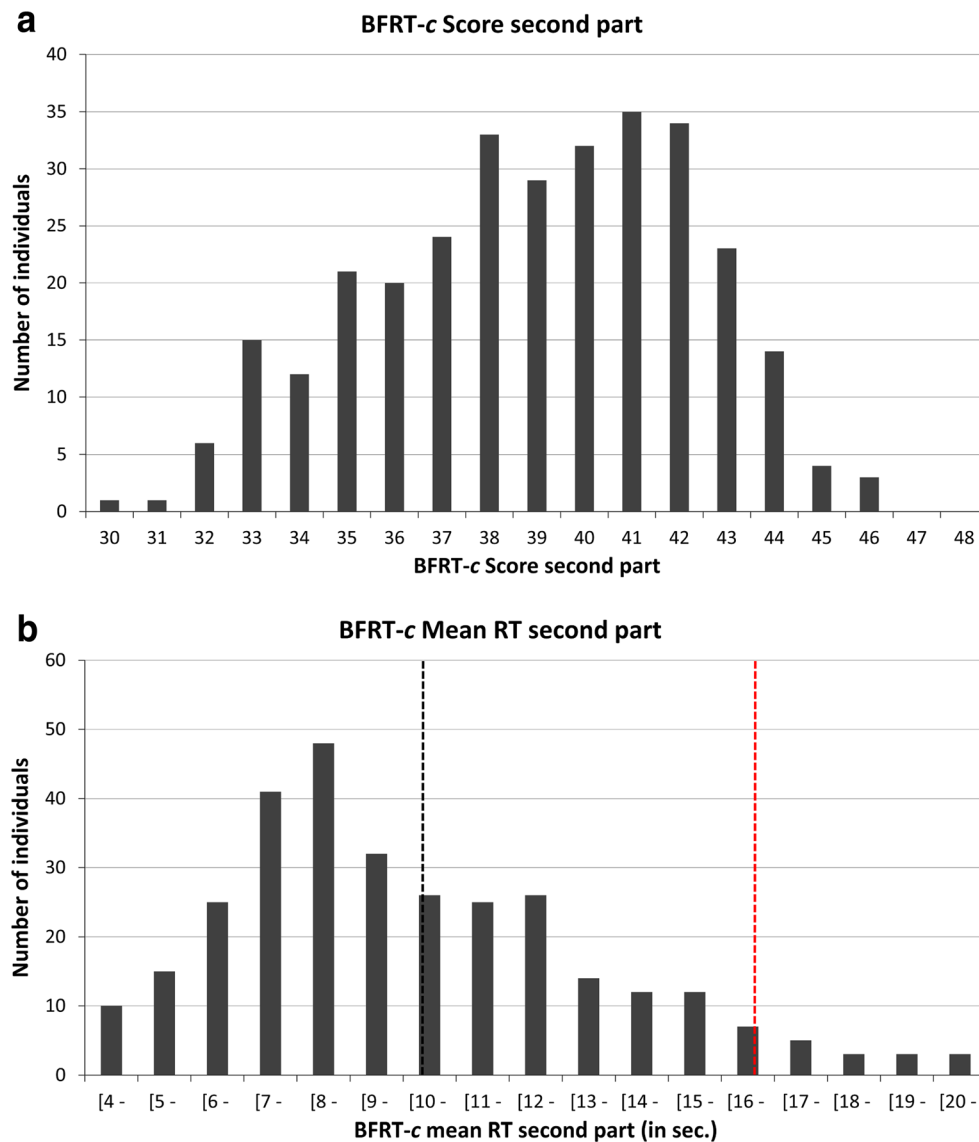 a
BFRT-c Score second part
40
35
30
25
20
15
10
5
0
Number of individuals
30 31 32 33 34 35 36 37 38 39 40 41 42 43 44 45 46 47 48
BFRT-c Score second part
b
BFRT-c Mean RT second part
60
50
40
30
20
10
0
Number of individuals
[4 - [5 - [6 - [7 - [8 - [9 - [10 - [11 - [12 - [13 - [14 - [15 - [16 - [17 - [18 - [19 - [20 -
BFRT-c mean RT second part (in sec.)